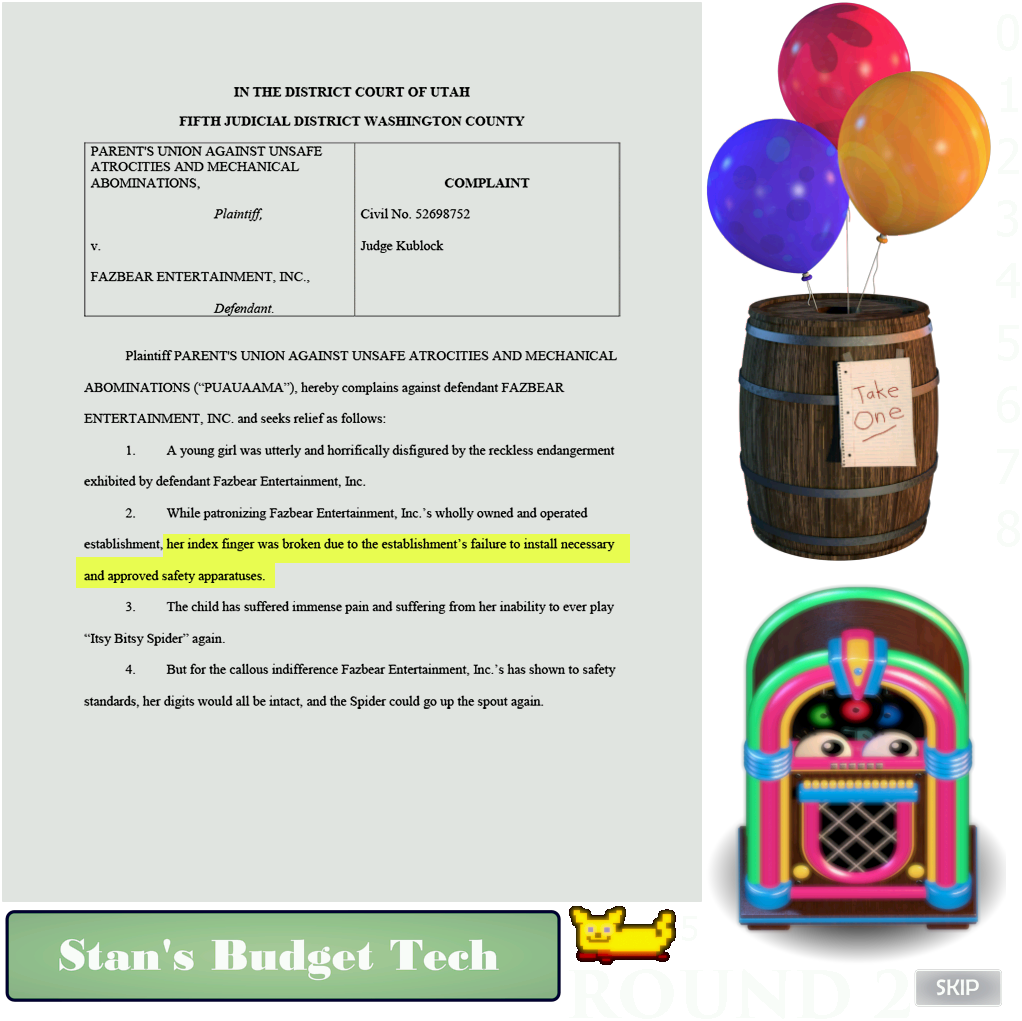 IN THE DISTRICT COURT OF UTAH
FIFTH JUDICIAL DISTRICT WASHINGTON COUNTY
PARENT'S UNION AGAINST UNSAFE
ATROCITIES AND MECHANICAL
ABOMINATIONS,
Plaintiff,
v.
FAZBEAR ENTERTAINMENT, INC.,
Defendant.
COMPLAINT
Civil No. 52698752
Judge Kublock
Plaintiff PARENT'S UNION AGAINST UNSAFE ATROCITIES AND MECHANICAL
ABOMINATIONS (“PUAUAAMA”), hereby complains against defendant FAZBEAR
ENTERTAINMENT, INC. and seeks relief as follows:
1. A young girl was utterly and horrifically disfigured by the reckless endangerment
exhibited by defendant Fazbear Entertainment, Inc.
2. While patronizing Fazbear Entertainment, Inc.’s wholly owned and operated
establishment, her index finger was broken due to the establishment’s failure to install necessary
and approved safety apparatuses.
3. The child has suffered immense pain and suffering from her inability to ever play
“Itsy Bitsy Spider” again.
4. But for the callous indifference Fazbear Entertainment, Inc.’s has shown to safety
standards, her digits would all be intact, and the Spider could go up the spout again.
Take
One
0
1
2
3
4
5
6
7
8
Stan's Budget Tech
5
ROUND 2
SKIP